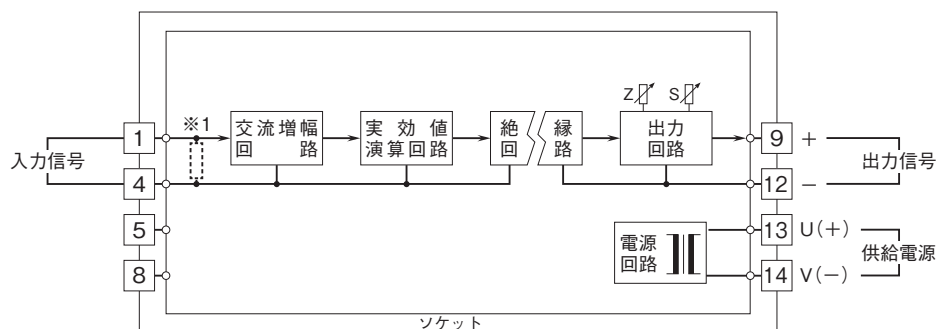 ※1
Z
S
交流増幅
回路
実効値
演算回路
絶縁
回路
出力
回路
1
4
5
8
入力信号
9
+
12
−
出力信号
13
U(+)
14
V(−)
供給電源
電源
回路
ソケット